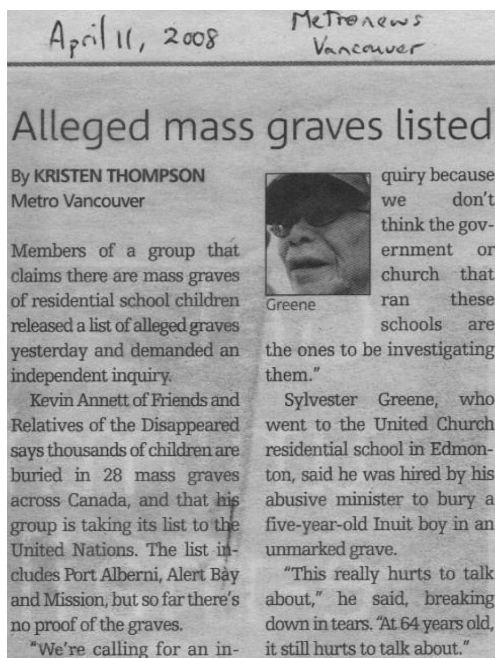 April 11, 2008
Metronews
Vancouver
Alleged mass graves listed
By KRISTEN THOMPSON
Metro Vancouver
Members of a group that
claims there are mass graves
of residential school children
released a list of alleged graves
yesterday and demanded an
independent inquiry.
Kevin Annett of Friends and
Relatives of the Disappeared
says thousands of children are
buried in 28 mass graves
across Canada, and that his
group is taking its list to the
United Nations. The list in-
cludes Port Alberni, Alert Bay
and Mission, but so far there's
no proof of the graves.
"We're calling for an in-
quiry because
we don't
think the gov-
ernment or
church that
ran these
schools are
the ones to be investigating
them."
Greene
Sylvester Greene, who
went to the United Church
residential school in Edmon-
ton, said he was hired by his
abusive minister to bury a
five-year-old Inuit boy in an
unmarked grave.
"This really hurts to talk
about," he said, breaking
down in tears. "At 64 years old,
it still hurts to talk about."